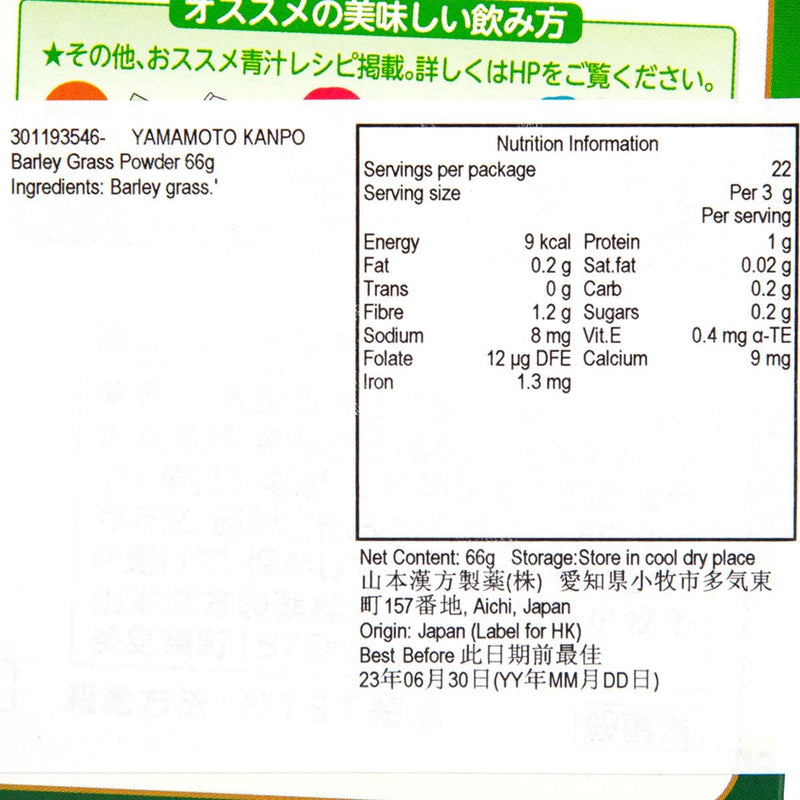 オススメの美味しい飲み方
★その他、おススメ青汁レシピ掲載。詳しくはHPをご覧ください。
301193546- YAMAMOTO KANPO
Barley Grass Powder 66g
Ingredients: Barley grass.'
Nutrition Information
Servings per package 22
Serving size Per 3 g
Per serving
Energy 9 kcal Protein 1 g
Fat 0.2 g Sat.fat 0.02 g
Trans 0 g Carb 0.2 g
Fibre 1.2 g Sugars 0.2 g
Sodium 8 mg Vit.E 0.4 mg α-TE
Folate 12 µg DFE Calcium 9 mg
Iron 1.3 mg
Net Content: 66g Storage:Store in cool dry place
山本漢方製薬(株) 愛知県小牧市多気東
町157番地, Aichi, Japan
Origin: Japan (Label for HK)
Best Before 此日期前最佳
23年06月30日(YY年MM月DD日)